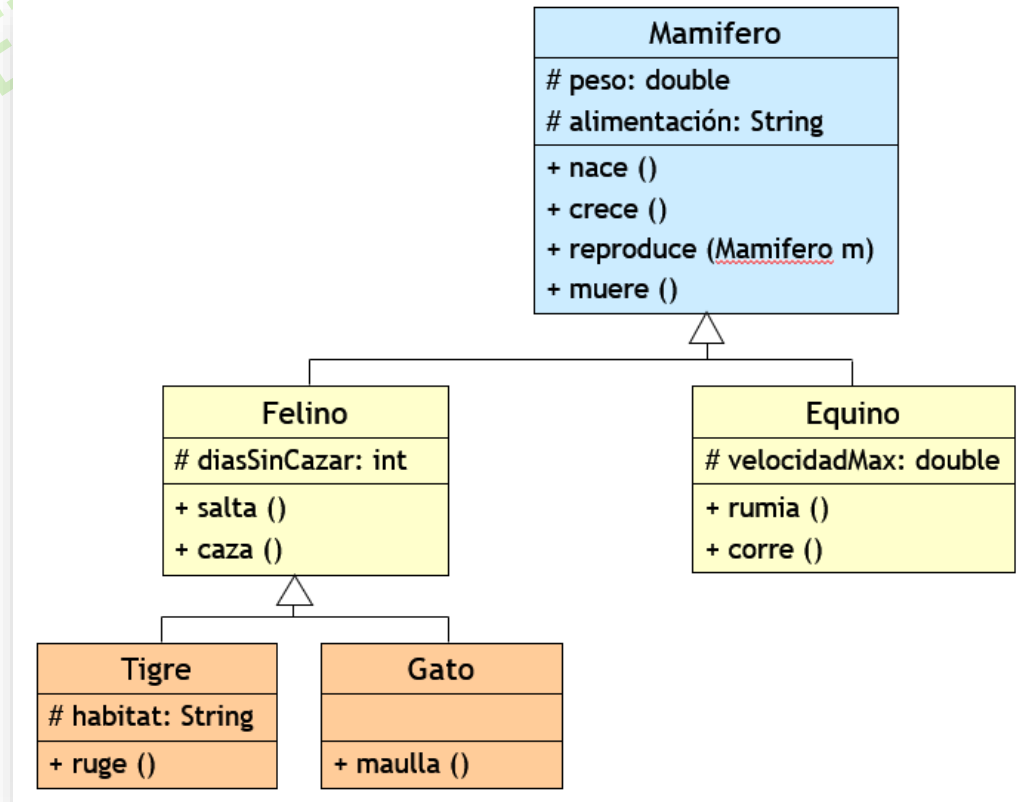 Mamifero
# peso: double
# alimentación: String
+ nace ()
+ crece ()
+ reproduce (Mamifero m)
+ muere ()
Felino
# diasSinCazar: int
+ salta ()
+ caza ()
Equino
# velocidadMax: double
+ rumia ()
+ corre ()
Tigre
# habitat: String
+ ruge ()
Gato
+ maulla ()